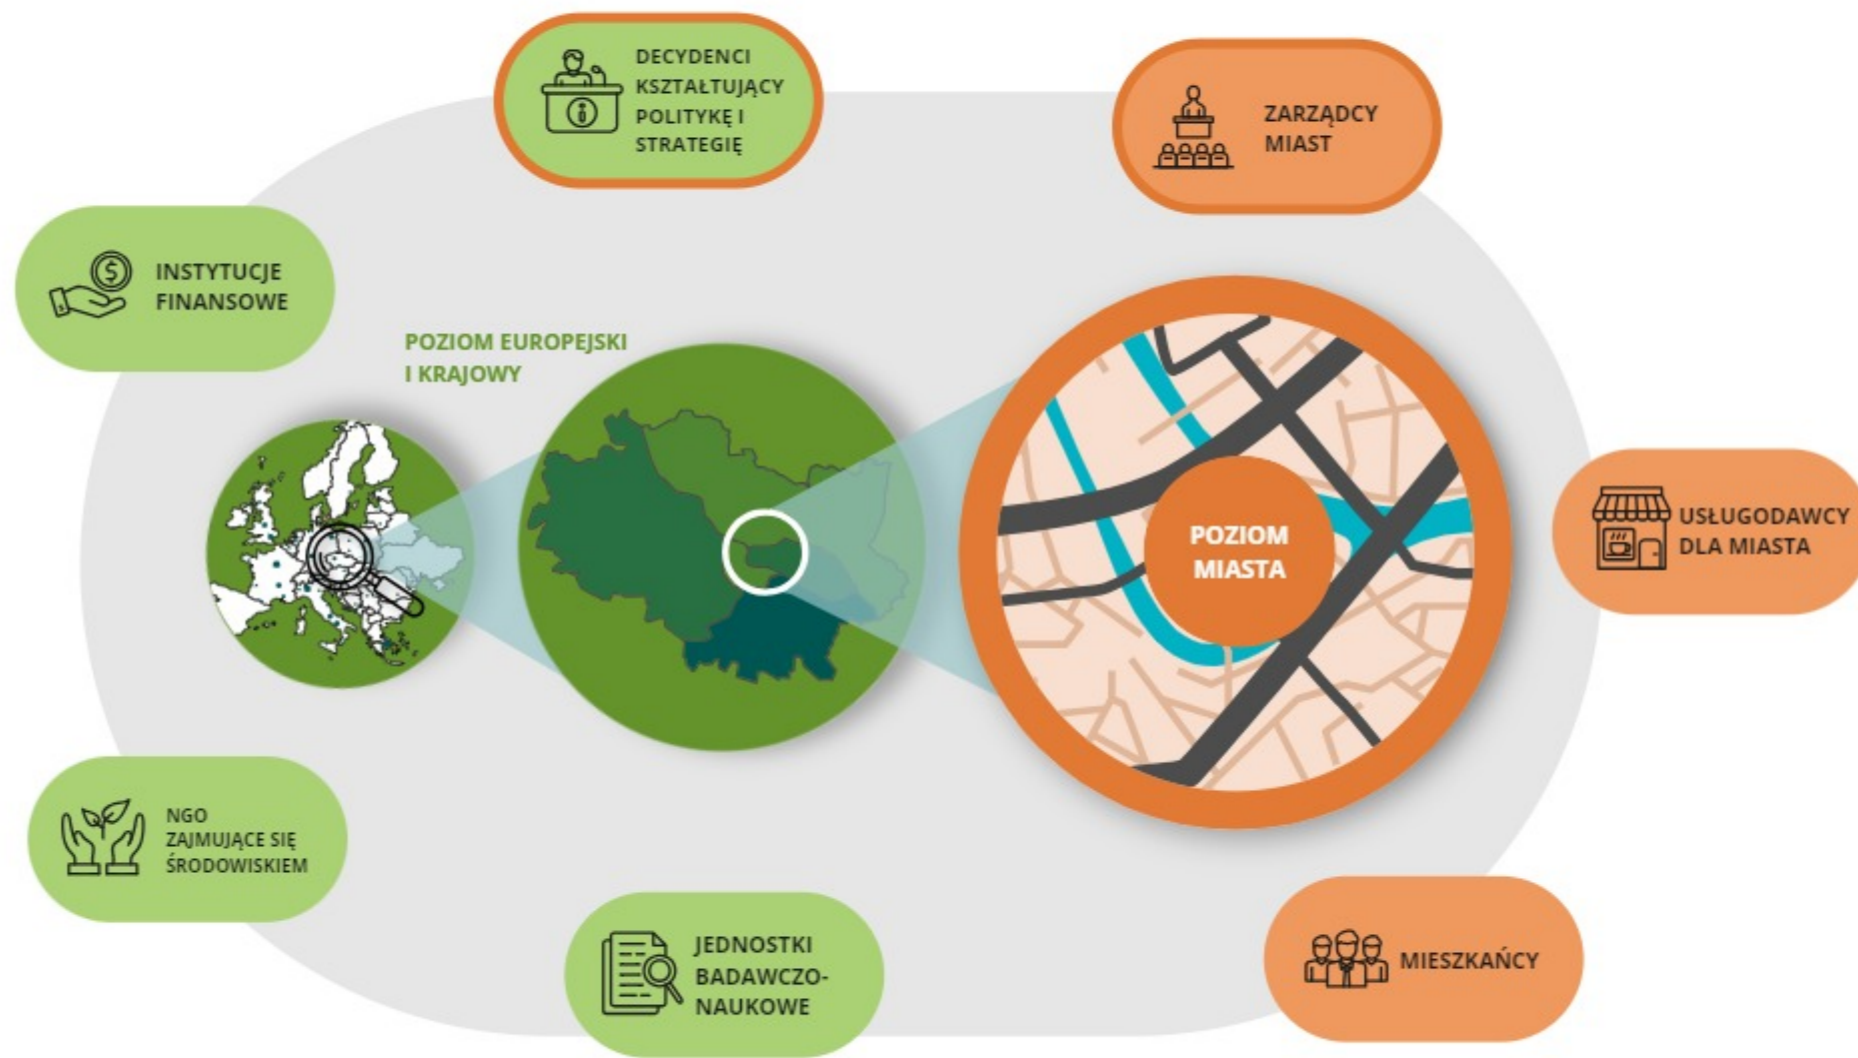 DECYDENCI
KSZTAŁTUJĄCY
POLITYKĘ I
STRATEGIĘ
ZARZĄDCY
MIAST
INSTYTUCJE
FINANSOWE
POZIOM EUROPEJSKI
I KRAJOWY
POZIOM
MIASTA
USŁUGODAWCY
DLA MIASTA
NGO
ZAJMUJĄCE SIĘ
ŚRODOWISKIEM
JEDNOSTKI
BADAWCZO-
NAUKOWE
MIESZKAŃCY